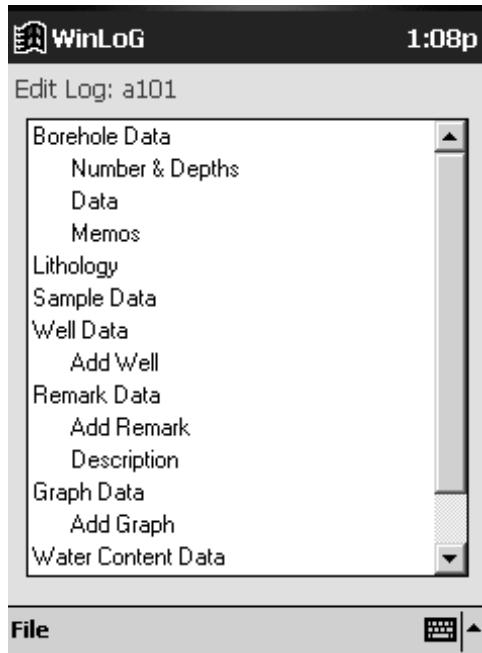 WinLoG 1:08p
Edit Log: a101
Borehole Data
Number & Depths
Data
Memos
Lithology
Sample Data
Well Data
Add Well
Remark Data
Add Remark
Description
Graph Data
Add Graph
Water Content Data
File